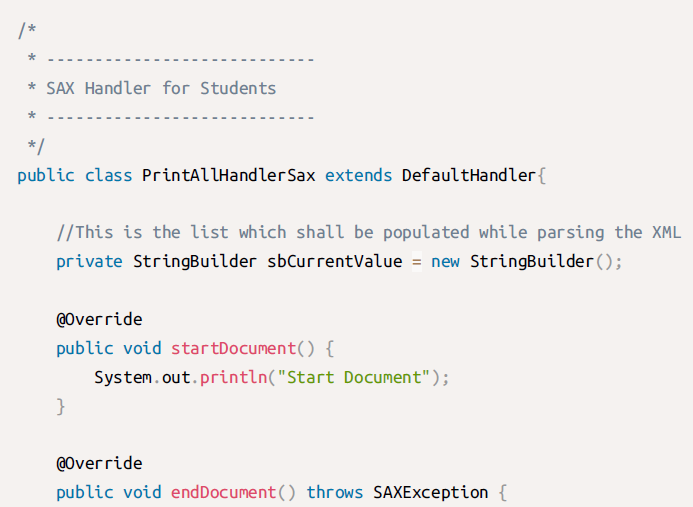 /*
 * ----------------------------
 * SAX Handler for Students
 * ----------------------------
 */
public class PrintAllHandlerSax extends DefaultHandler{
    //This is the list which shall be populated while parsing the XML
    private StringBuilder sbCurrentValue = new StringBuilder();
    @Override
    public void startDocument() {
        System.out.println("Start Document");
    }
    @Override
    public void endDocument() throws SAXException {